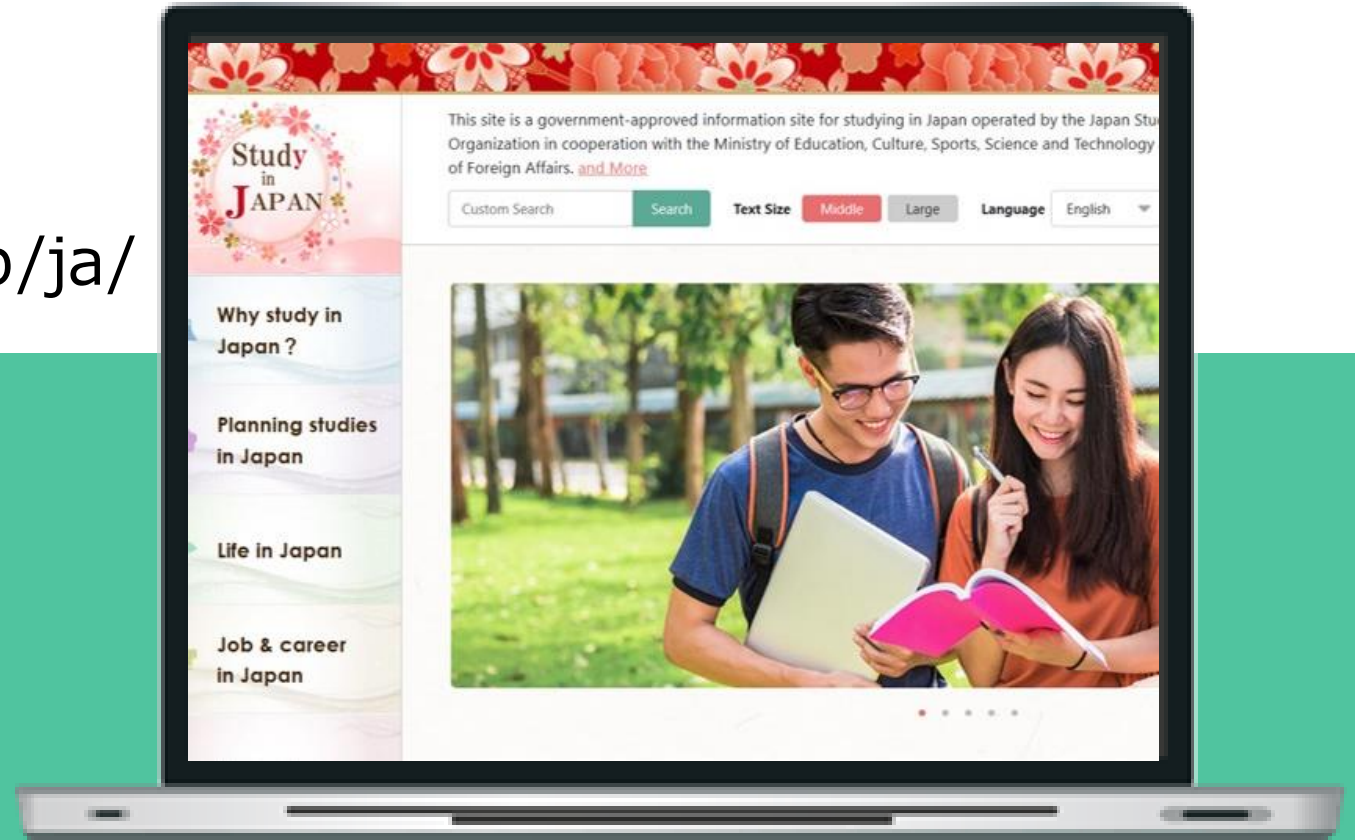 /ja/
Study
in
JAPAN
This site is a government-approved information site for studying in Japan operated by the Japan
Organization in cooperation with the Ministry of Education, Culture, Sports, Science and Technology
of Foreign Affairs. and More
Custom Search Search Text Size Middle Large Language English
Why study in
Japan?
Planning studies
in Japan
Life in Japan
Job & career
in Japan